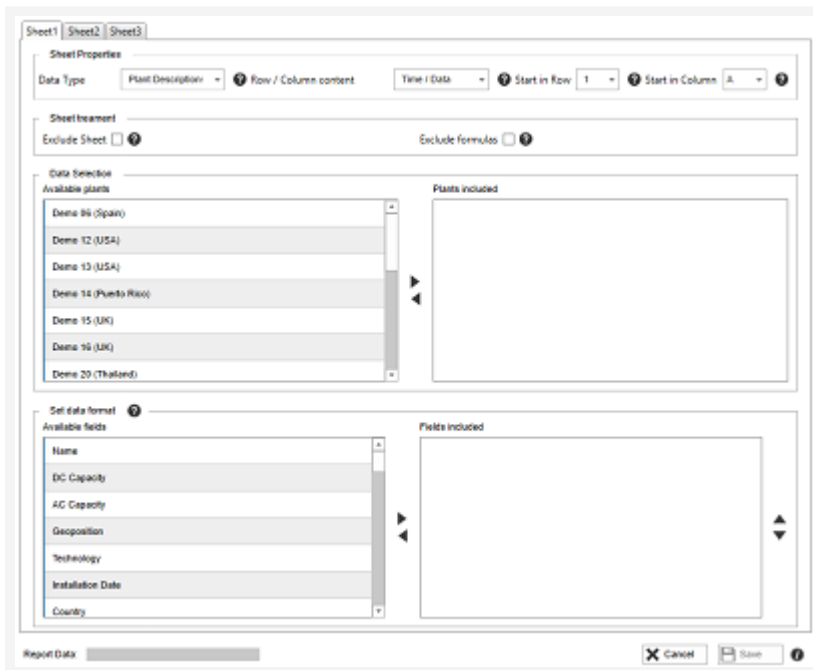 Sheet1 Sheet2 Sheet3
Sheet Properties
Data Type Plant Description Row / Column content Time / Data Start in Row 1 Start in Column A
Sheet treament
Exclude Sheet Exclude formulas
Data Selection
Available plants Plants included
Demo 06 (Spain)
Demo 12 (USA)
Demo 13 (USA)
Demo 14 (Puerto Rico)
Demo 15 (UK)
Demo 16 (UK)
Demo 20 (Thailand)
Set data format
Available fields Fields included
Name
DC Capacity
AC Capacity
Geoposition
Technology
Installation Date
Country
Report Data: Cancel Save